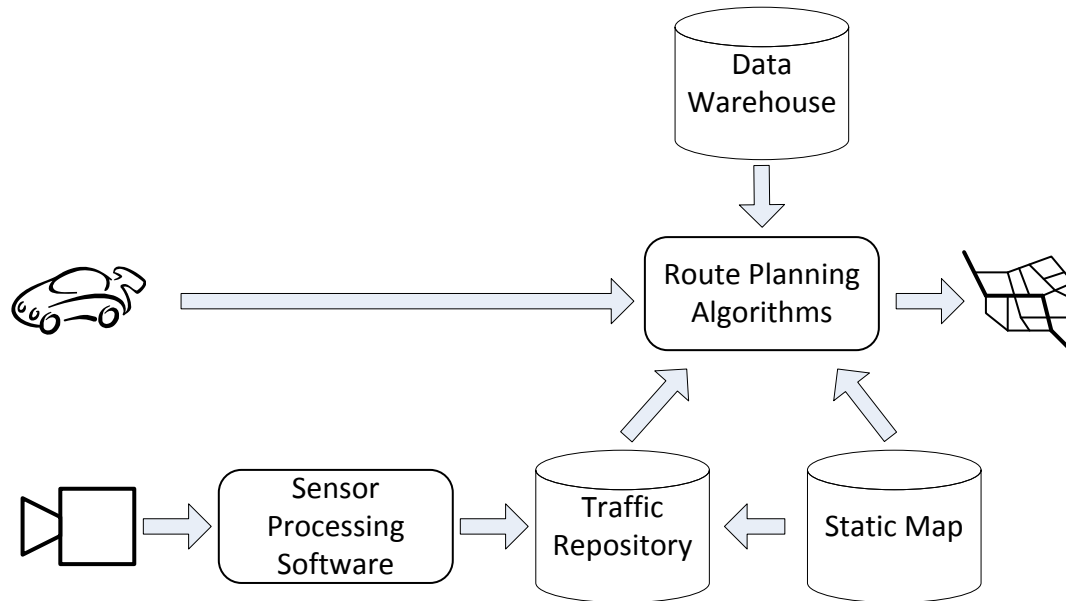 Data
Warehouse
Route Planning
Algorithms
Sensor
Processing
Software
Traffic
Repository
Static Map